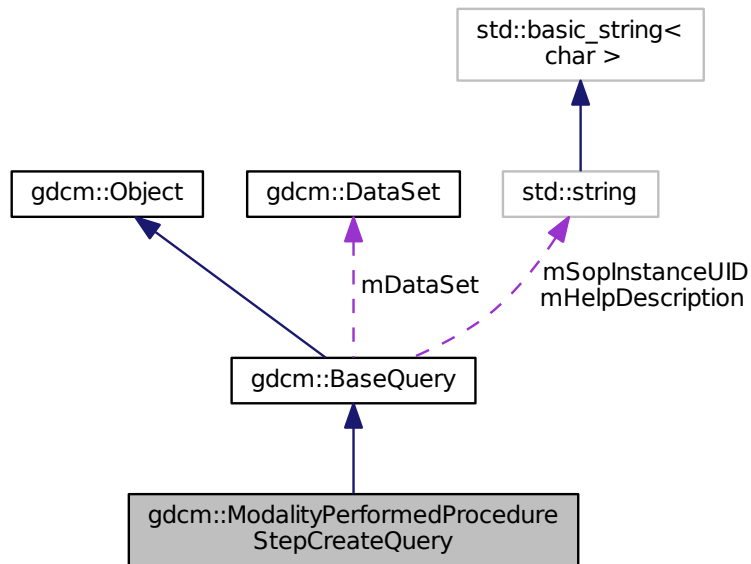 std::basic_string<
char >
gdcm::Object
gdcm::DataSet
std::string
mDataSet
mSopInstanceUID
mHelpDescription
gdcm::BaseQuery
gdcm::ModalityPerformedProcedure
StepCreateQuery